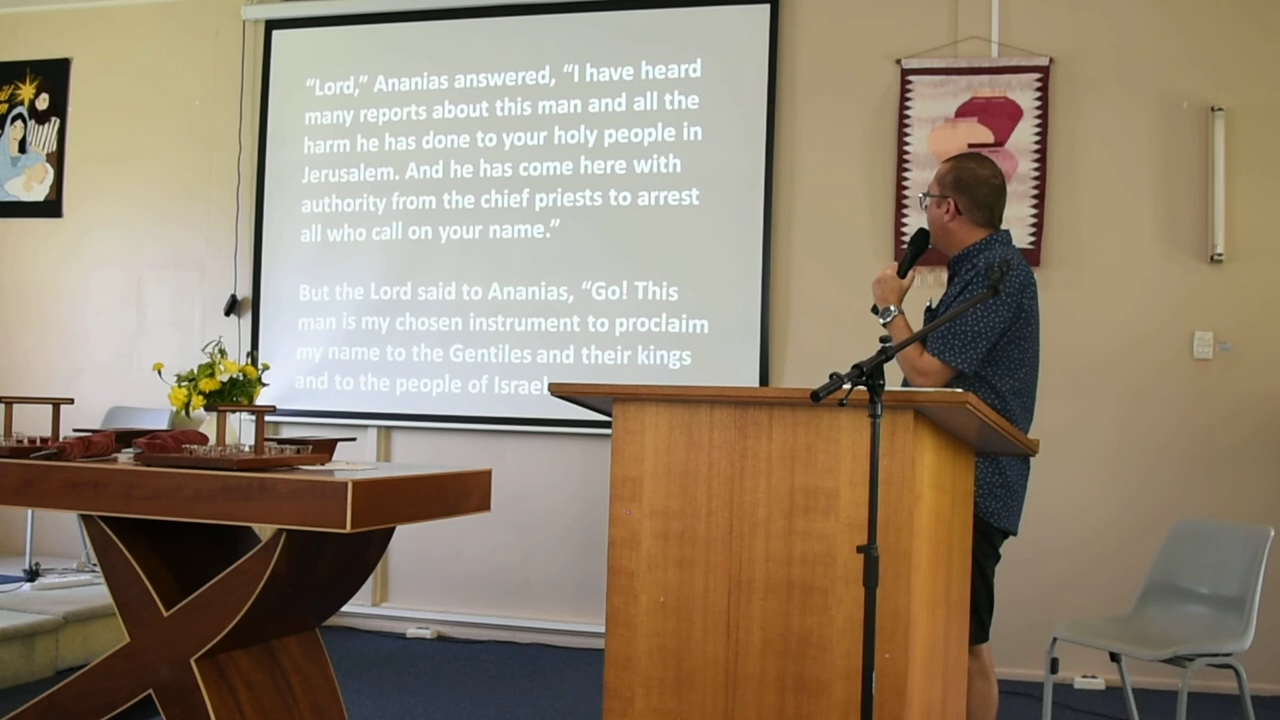 “Lord,” Ananias answered, “I have heard
many reports about this man and all the
harm he has done to your holy people in
Jerusalem. And he has come here with
authority from the chief priests to arrest
all who call on your name.”
But the Lord said to Ananias, “Go! This
man is my chosen instrument to proclaim
my name to the Gentiles and their kings
and to the people of Israel